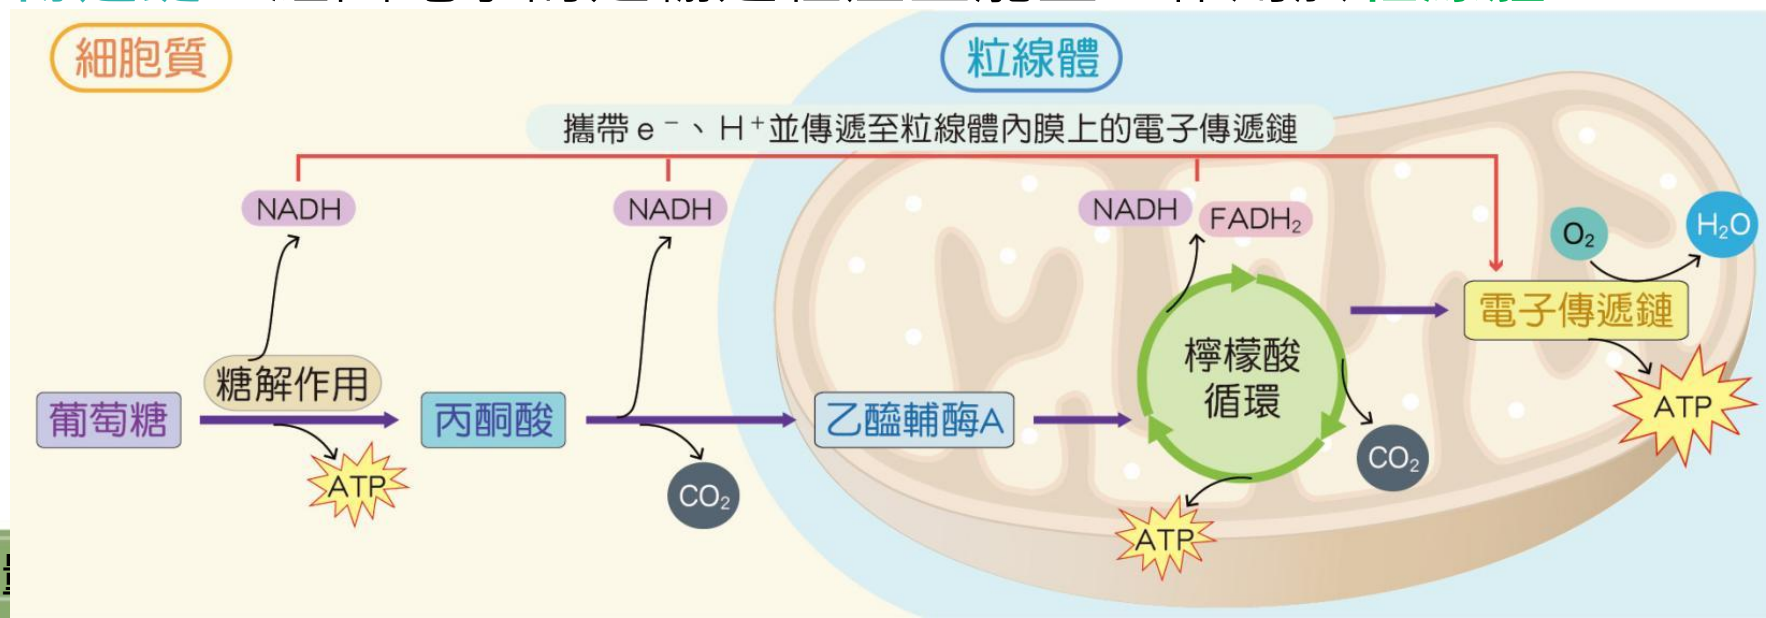 細胞質
粒線體
攜帶 e⁻、H⁺並傳遞至粒線體內膜上的電子傳遞鏈
NADH
NADH
NADH
FADH₂
O₂
H₂O
糖解作用
葡萄糖
丙酮酸
乙醯輔酶A
檸檬酸
循環
電子傳遞鏈
ATP
CO₂
ATP
CO₂
ATP